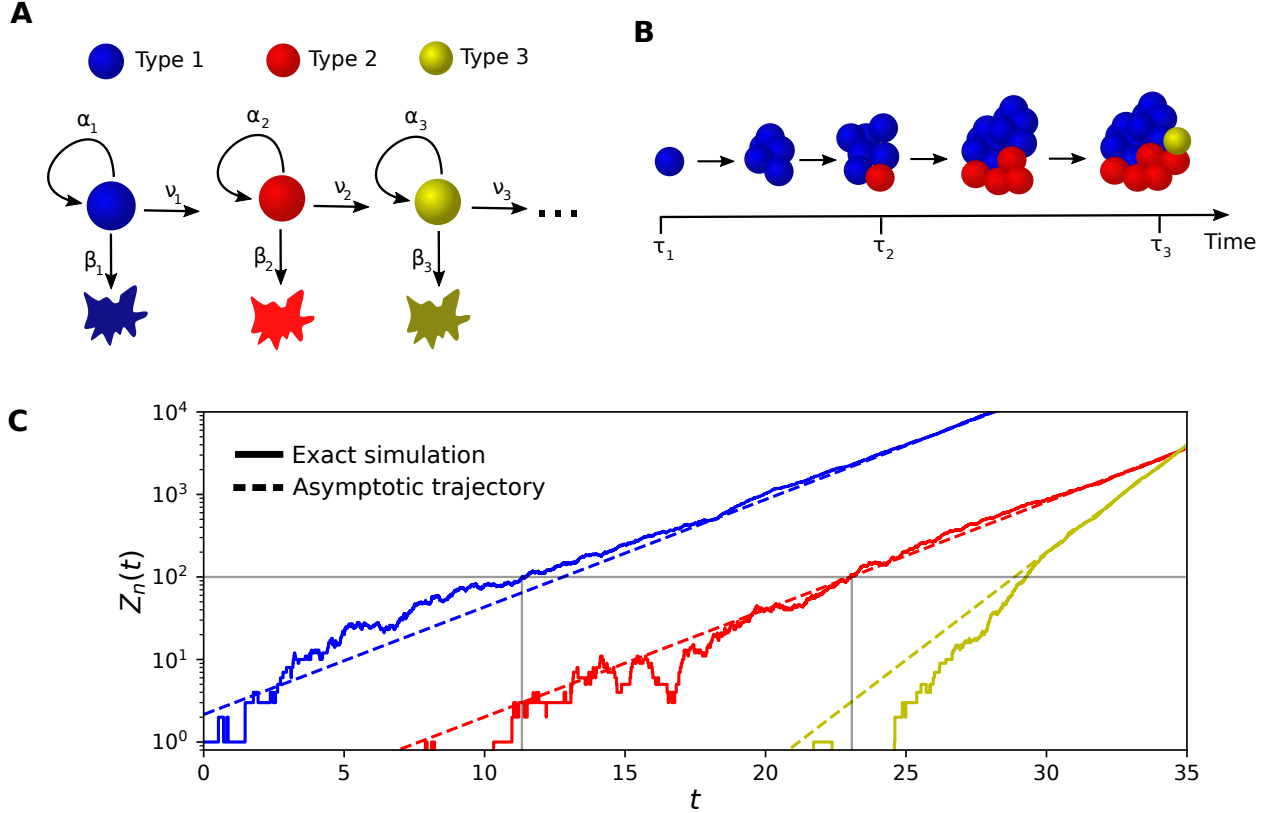 A
Type 1
Type 2
Type 3
α1
α2
α3
ν1
ν2
ν3
...
β1
β2
β3
B
τ1
τ2
τ3
Time
C
Exact simulation
Asymptotic trajectory
Zn(t)
10^4
10^3
10^2
10^1
10^0
0 5 10 15 20 25 30 35
t